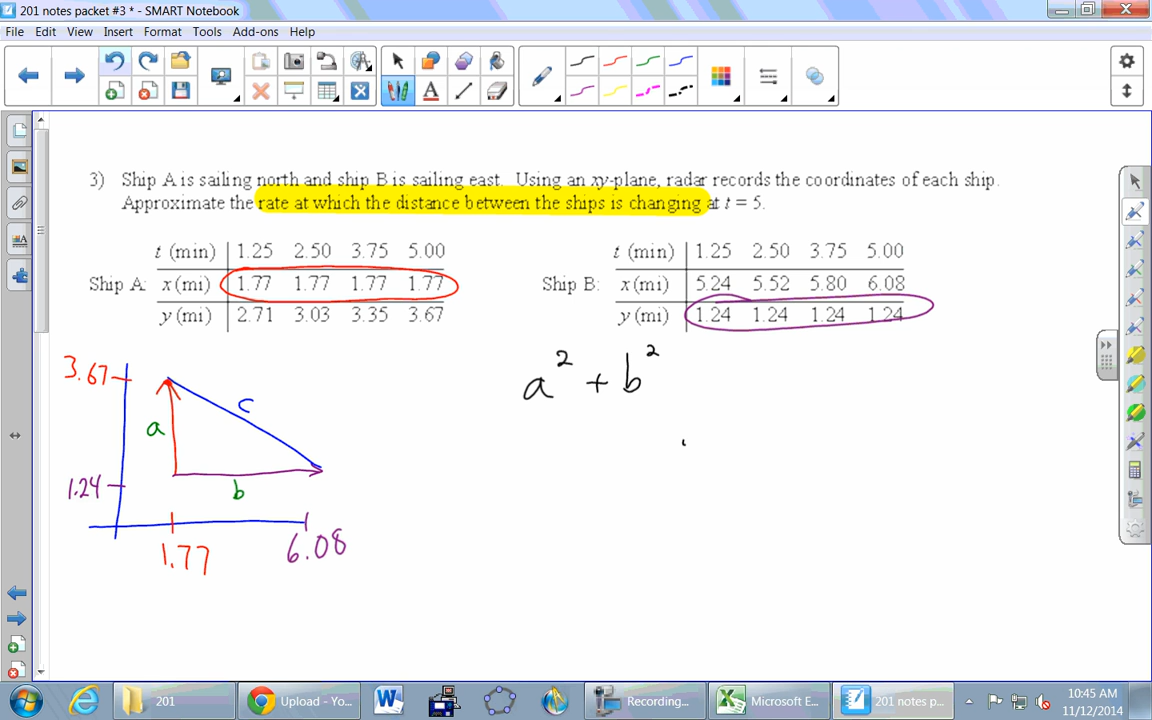 201 notes packet #3 * - SMART Notebook
File Edit View Insert Format Tools Add-ons Help
3) Ship A is sailing north and ship B is sailing east. Using an xy-plane, radar records the coordinates of each ship.
Approximate the rate at which the distance between the ships is changing at t = 5.
t (min) 1.25 2.50 3.75 5.00
Ship A: x (mi) 1.77 1.77 1.77 1.77
y (mi) 2.71 3.03 3.35 3.67
t (min) 1.25 2.50 3.75 5.00
Ship B: x (mi) 5.24 5.52 5.80 6.08
y (mi) 1.24 1.24 1.24 1.24
a² + b²
3.67
c
a
1.24
b
1.77
6.08
201
Upload - Yo...
Recording...
Microsoft E...
201 notes p...
10:45 AM
11/12/2014